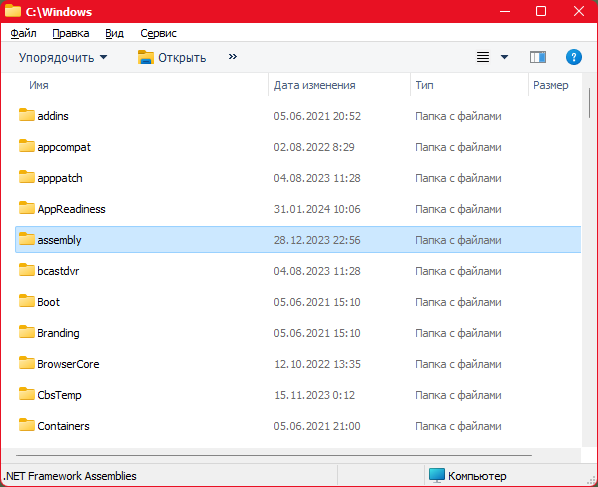 C:\Windows
Файл Правка Вид Сервис
Упорядочить Открыть »
Имя Дата изменения Тип Размер
addins 05.06.2021 20:52 Папка с файлами
appcompat 02.08.2022 8:29 Папка с файлами
apppatch 04.08.2023 11:28 Папка с файлами
AppReadiness 31.01.2024 10:06 Папка с файлами
assembly 28.12.2023 22:56 Папка с файлами
bcastdvr 04.08.2023 11:28 Папка с файлами
Boot 05.06.2021 15:10 Папка с файлами
Branding 05.06.2021 15:10 Папка с файлами
BrowserCore 12.10.2022 13:35 Папка с файлами
CbsTemp 15.11.2023 0:12 Папка с файлами
Containers 05.06.2021 21:00 Папка с файлами
.NET Framework Assemblies Компьютер